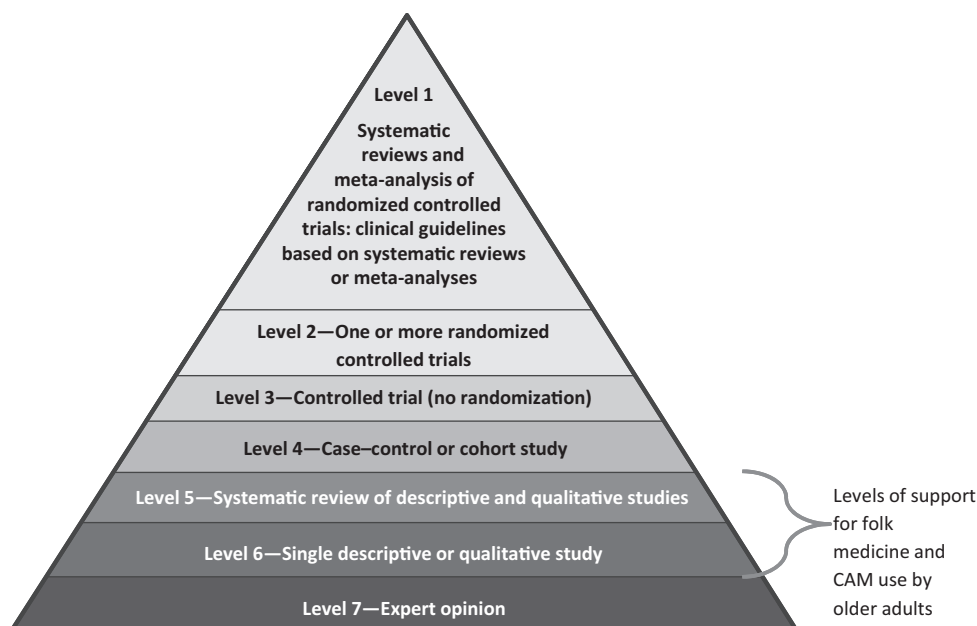 Level 1
Systematic
reviews and
meta-analysis of
randomized controlled
trials: clinical guidelines
based on systematic reviews
or meta-analyses
Level 2—One or more randomized
controlled trials
Level 3—Controlled trial (no randomization)
Level 4—Case–control or cohort study
Level 5—Systematic review of descriptive and qualitative studies
Level 6—Single descriptive or qualitative study
Level 7—Expert opinion
Levels of support
for folk
medicine and
CAM use by
older adults